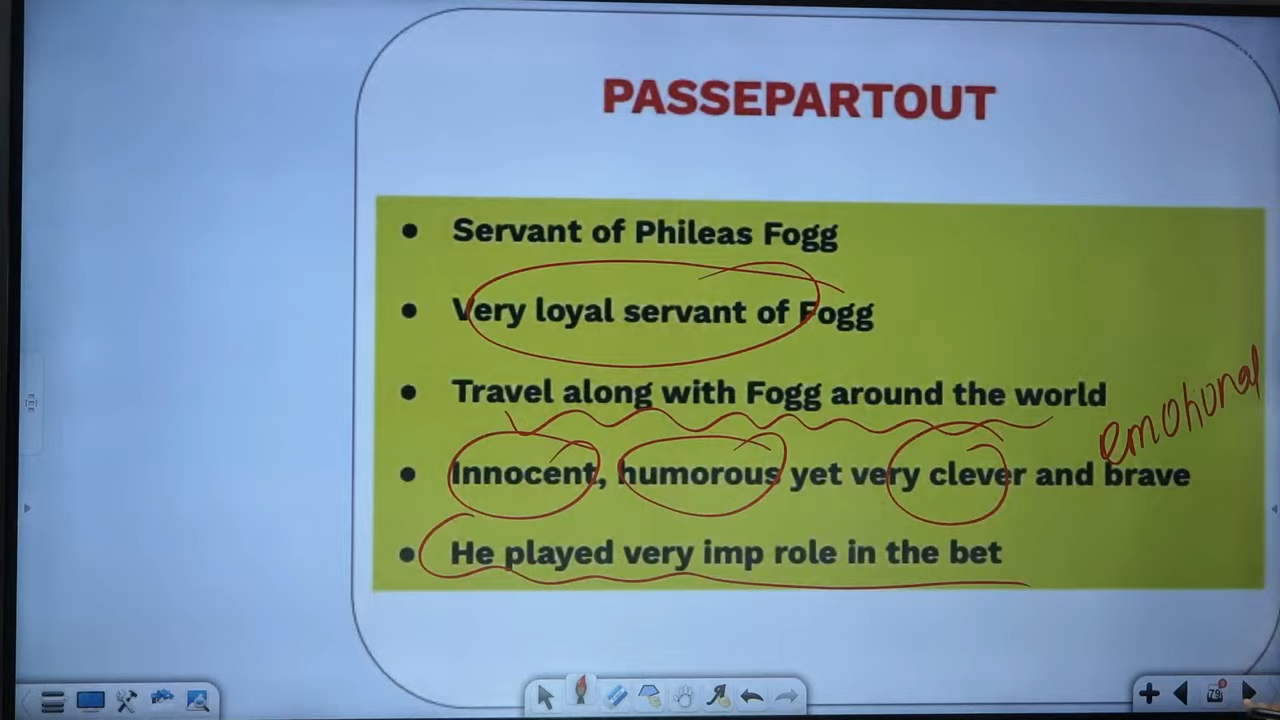 PASSEPARTOUT
• Servant of Phileas Fogg
• Very loyal servant of Fogg
• Travel along with Fogg around the world
emotional
• Innocent, humorous yet very clever and brave
• He played very imp role in the bet
79